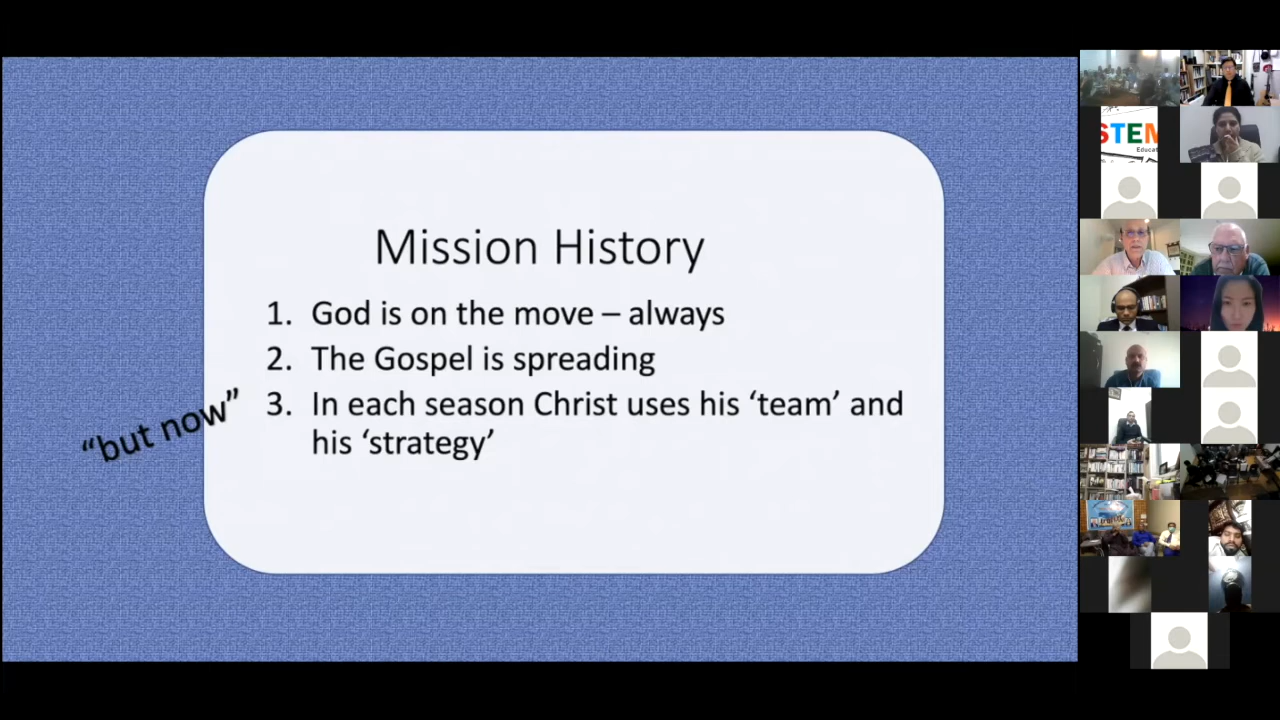 Mission History
1. God is on the move – always
2. The Gospel is spreading
“but now”
3. In each season Christ uses his ‘team’ and
his ‘strategy’
STEM
Educat